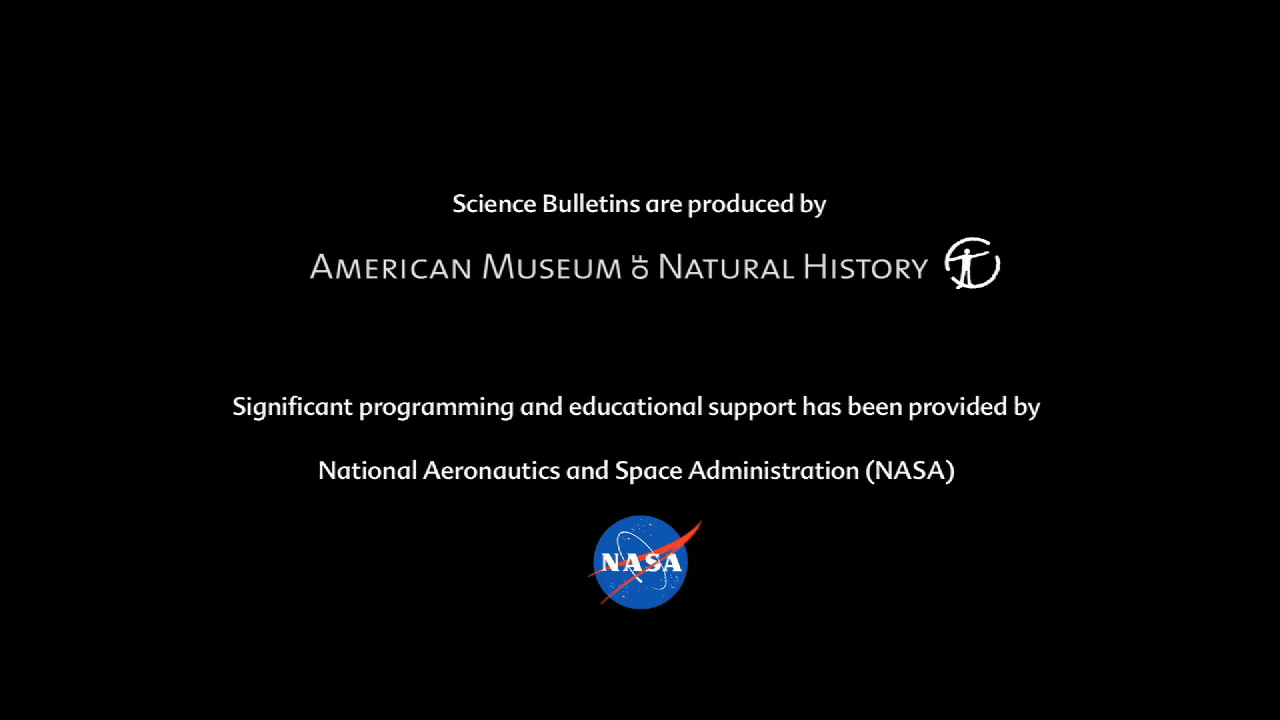 Science Bulletins are produced by
AMERICAN MUSEUM OF NATURAL HISTORY
Significant programming and educational support has been provided by
National Aeronautics and Space Administration (NASA)
NASA